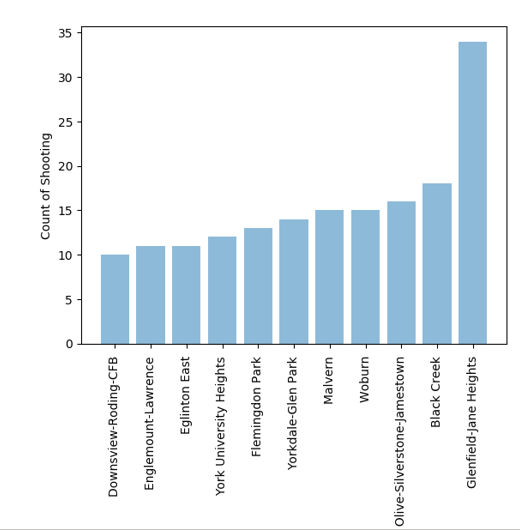 35
30
25
20
15
10
5
0
Count of Shooting
Downsview-Roding-CFB
Englemount-Lawrence
Eglinton East
York University Heights
Flemingdon Park
Yorkdale-Glen Park
Malvern
Woburn
Olive-Silverstone-Jamestown
Black Creek
Glenfield-Jane Heights